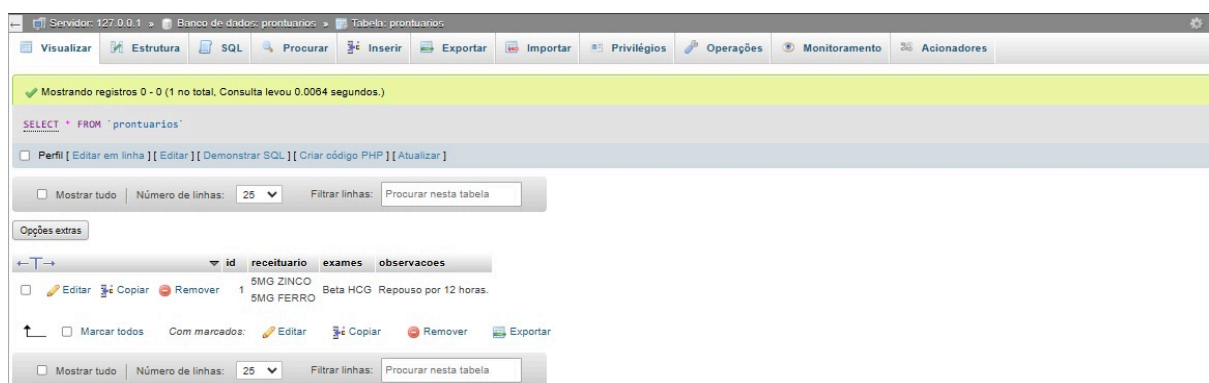 ← Servidor: 127.0.0.1 » Banco de dados: prontuarios » Tabela: prontuarios
Visualizar Estrutura SQL Procurar Inserir Exportar Importar Privilégios Operações Monitoramento Acionadores
Mostrando registros 0 - 0 (1 no total, Consulta levou 0.0064 segundos.)
SELECT * FROM `prontuarios`
Perfil [ Editar em linha ] [ Editar ] [ Demonstrar SQL ] [ Criar código PHP ] [ Atualizar ]
Mostrar tudo | Número de linhas: 25 Filtrar linhas: Procurar nesta tabela
Opções extras
←T→ id receituario exames observacoes
Editar Copiar Remover 1 5MG ZINCO Beta HCG Repouso por 12 horas.
5MG FERRO
Marcar todos Com marcados: Editar Copiar Remover Exportar
Mostrar tudo | Número de linhas: 25 Filtrar linhas: Procurar nesta tabela